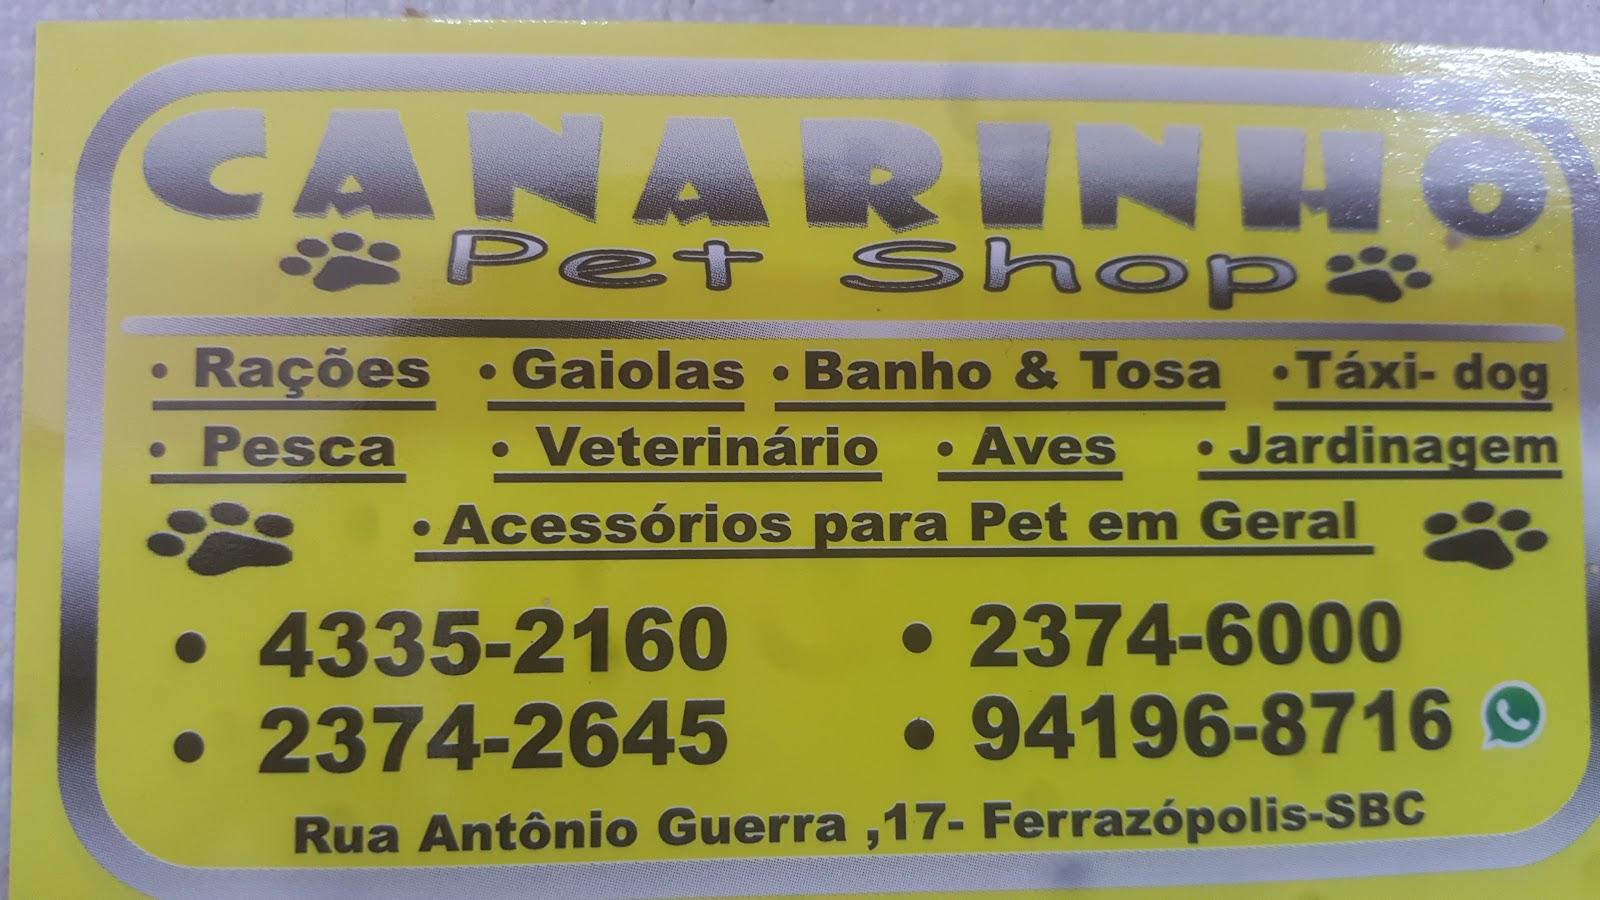 CANARINHO
Pet Shop
• Rações • Gaiolas • Banho & Tosa • Táxi- dog
• Pesca • Veterinário • Aves • Jardinagem
• Acessórios para Pet em Geral
• 4335-2160 • 2374-6000
• 2374-2645 • 94196-8716
Rua Antônio Guerra ,17- Ferrazópolis-SBC